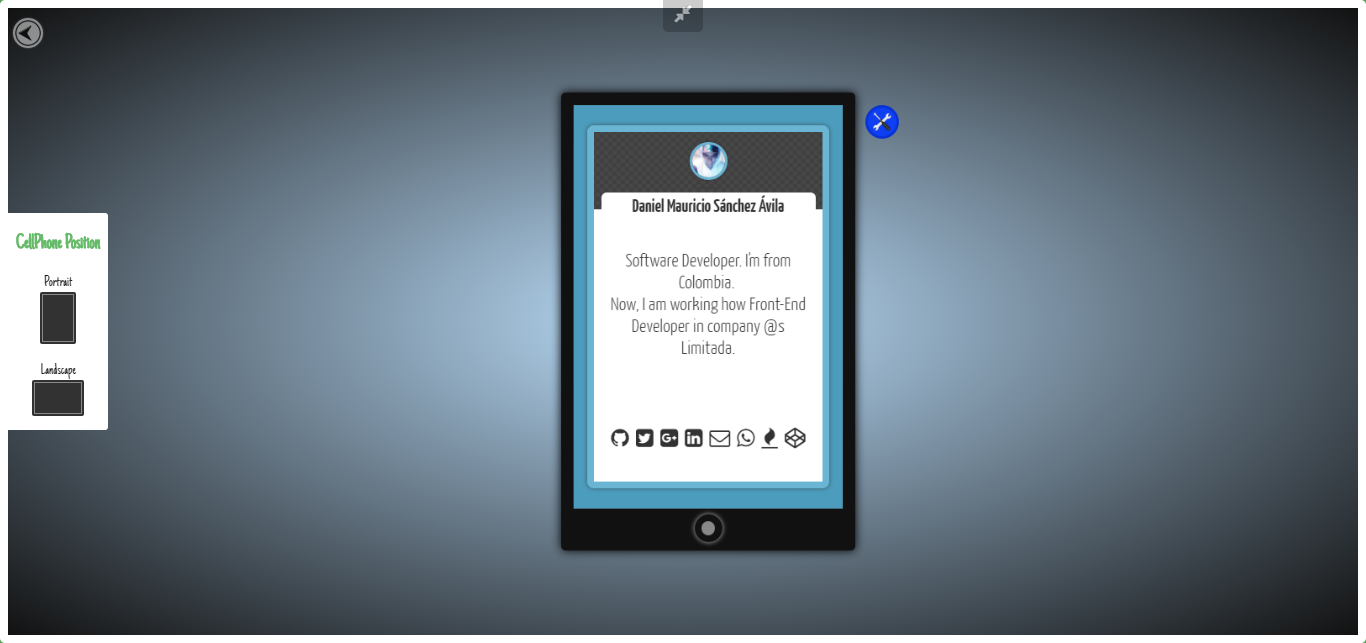 CellPhone Position
Portrait
Landscape
Daniel Mauricio Sánchez Ávila
Software Developer. I'm from
Colombia.
Now, I am working how Front-End
Developer in company @s
Limitada.